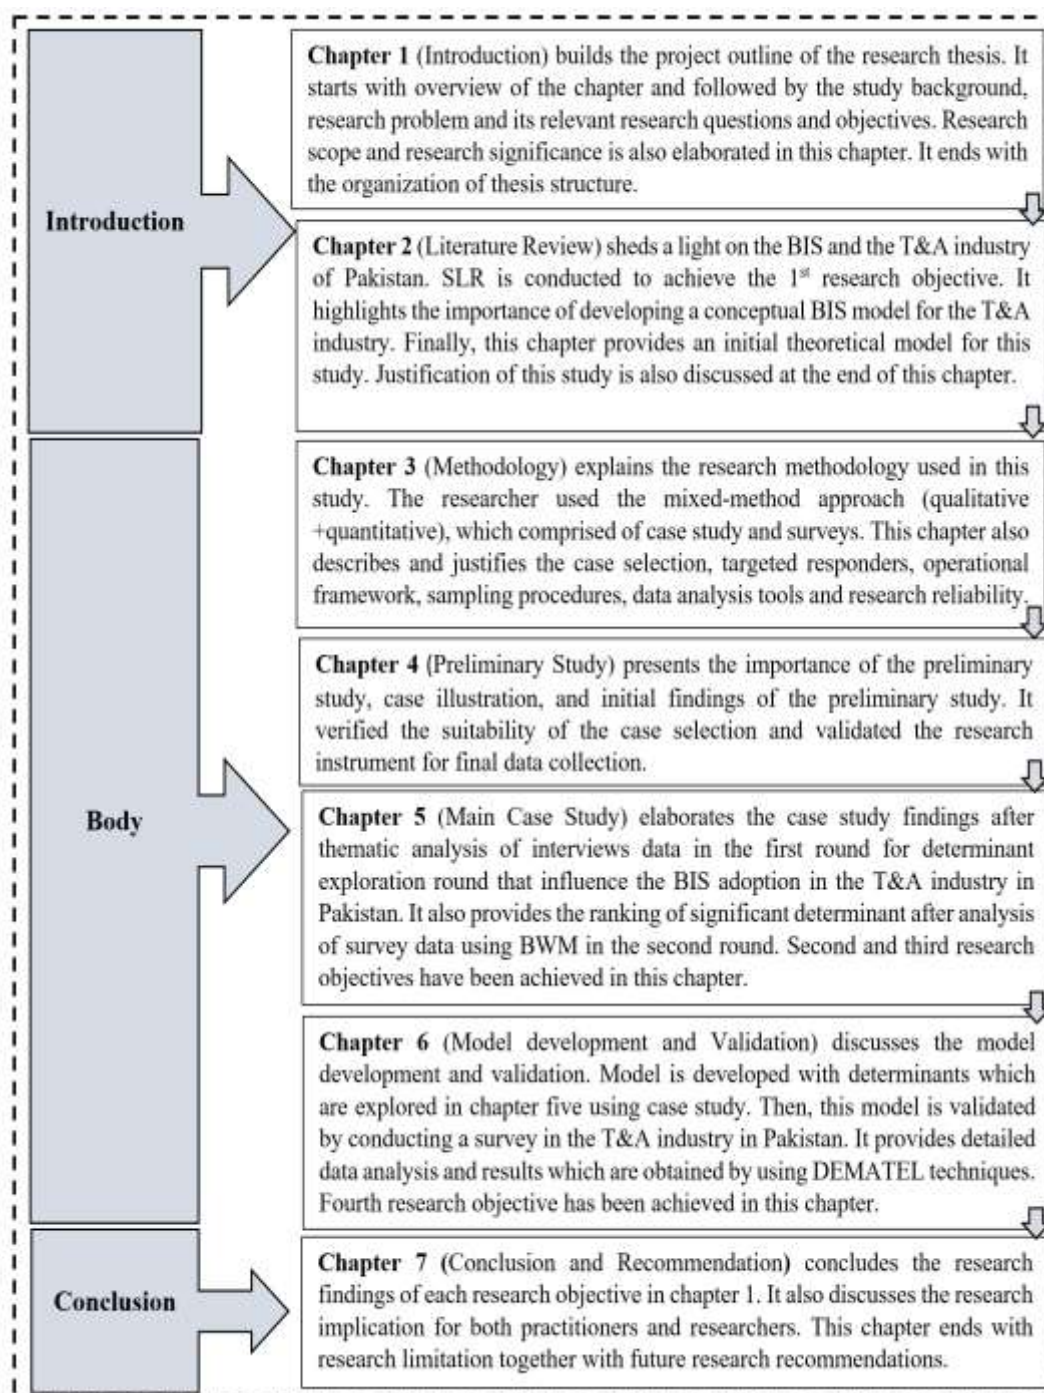 Introduction
Chapter 1 (Introduction) builds the project outline of the research thesis. It
starts with overview of the chapter and followed by the study background,
research problem and its relevant research questions and objectives. Research
scope and research significance is also elaborated in this chapter. It ends with
the organization of thesis structure.
Chapter 2 (Literature Review) sheds a light on the BIS and the T&A industry
of Pakistan. SLR is conducted to achieve the 1st research objective. It
highlights the importance of developing a conceptual BIS model for the T&A
industry. Finally, this chapter provides an initial theoretical model for this
study. Justification of this study is also discussed at the end of this chapter.
Body
Chapter 3 (Methodology) explains the research methodology used in this
study. The researcher used the mixed-method approach (qualitative
+quantitative), which comprised of case study and surveys. This chapter also
describes and justifies the case selection, targeted responders, operational
framework, sampling procedures, data analysis tools and research reliability.
Chapter 4 (Preliminary Study) presents the importance of the preliminary
study, case illustration, and initial findings of the preliminary study. It
verified the suitability of the case selection and validated the research
instrument for final data collection.
Chapter 5 (Main Case Study) elaborates the case study findings after
thematic analysis of interviews data in the first round for determinant
exploration round that influence the BIS adoption in the T&A industry in
Pakistan. It also provides the ranking of significant determinant after analysis
of survey data using BWM in the second round. Second and third research
objectives have been achieved in this chapter.
Chapter 6 (Model development and Validation) discusses the model
development and validation. Model is developed with determinants which
are explored in chapter five using case study. Then, this model is validated
by conducting a survey in the T&A industry in Pakistan. It provides detailed
data analysis and results which are obtained by using DEMATEL techniques.
Fourth research objective has been achieved in this chapter.
Conclusion
Chapter 7 (Conclusion and Recommendation) concludes the research
findings of each research objective in chapter 1. It also discusses the research
implication for both practitioners and researchers. This chapter ends with
research limitation together with future research recommendations.